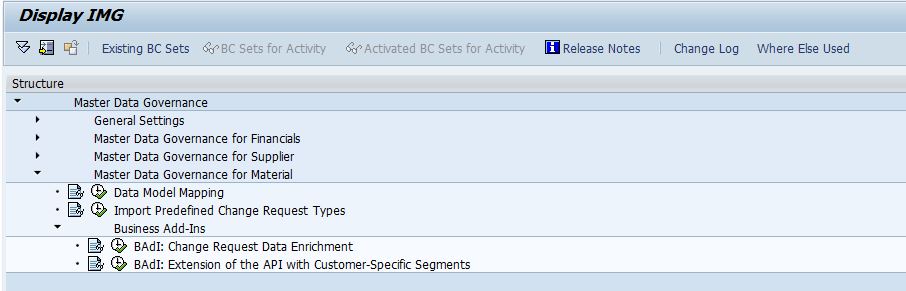 Display IMG
Existing BC Sets BC Sets for Activity Activated BC Sets for Activity Release Notes Change Log Where Else Used
Structure
Master Data Governance
General Settings
Master Data Governance for Financials
Master Data Governance for Supplier
Master Data Governance for Material
Data Model Mapping
Import Predefined Change Request Types
Business Add-Ins
BAdI: Change Request Data Enrichment
BAdI: Extension of the API with Customer-Specific Segments